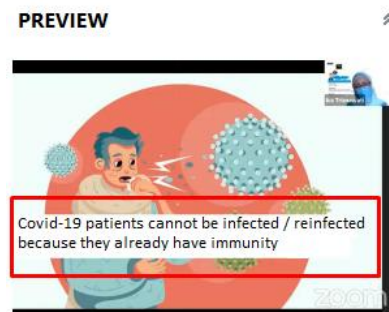 PREVIEW
Covid-19 patients cannot be infected / reinfected
because they already have immunity
zoom